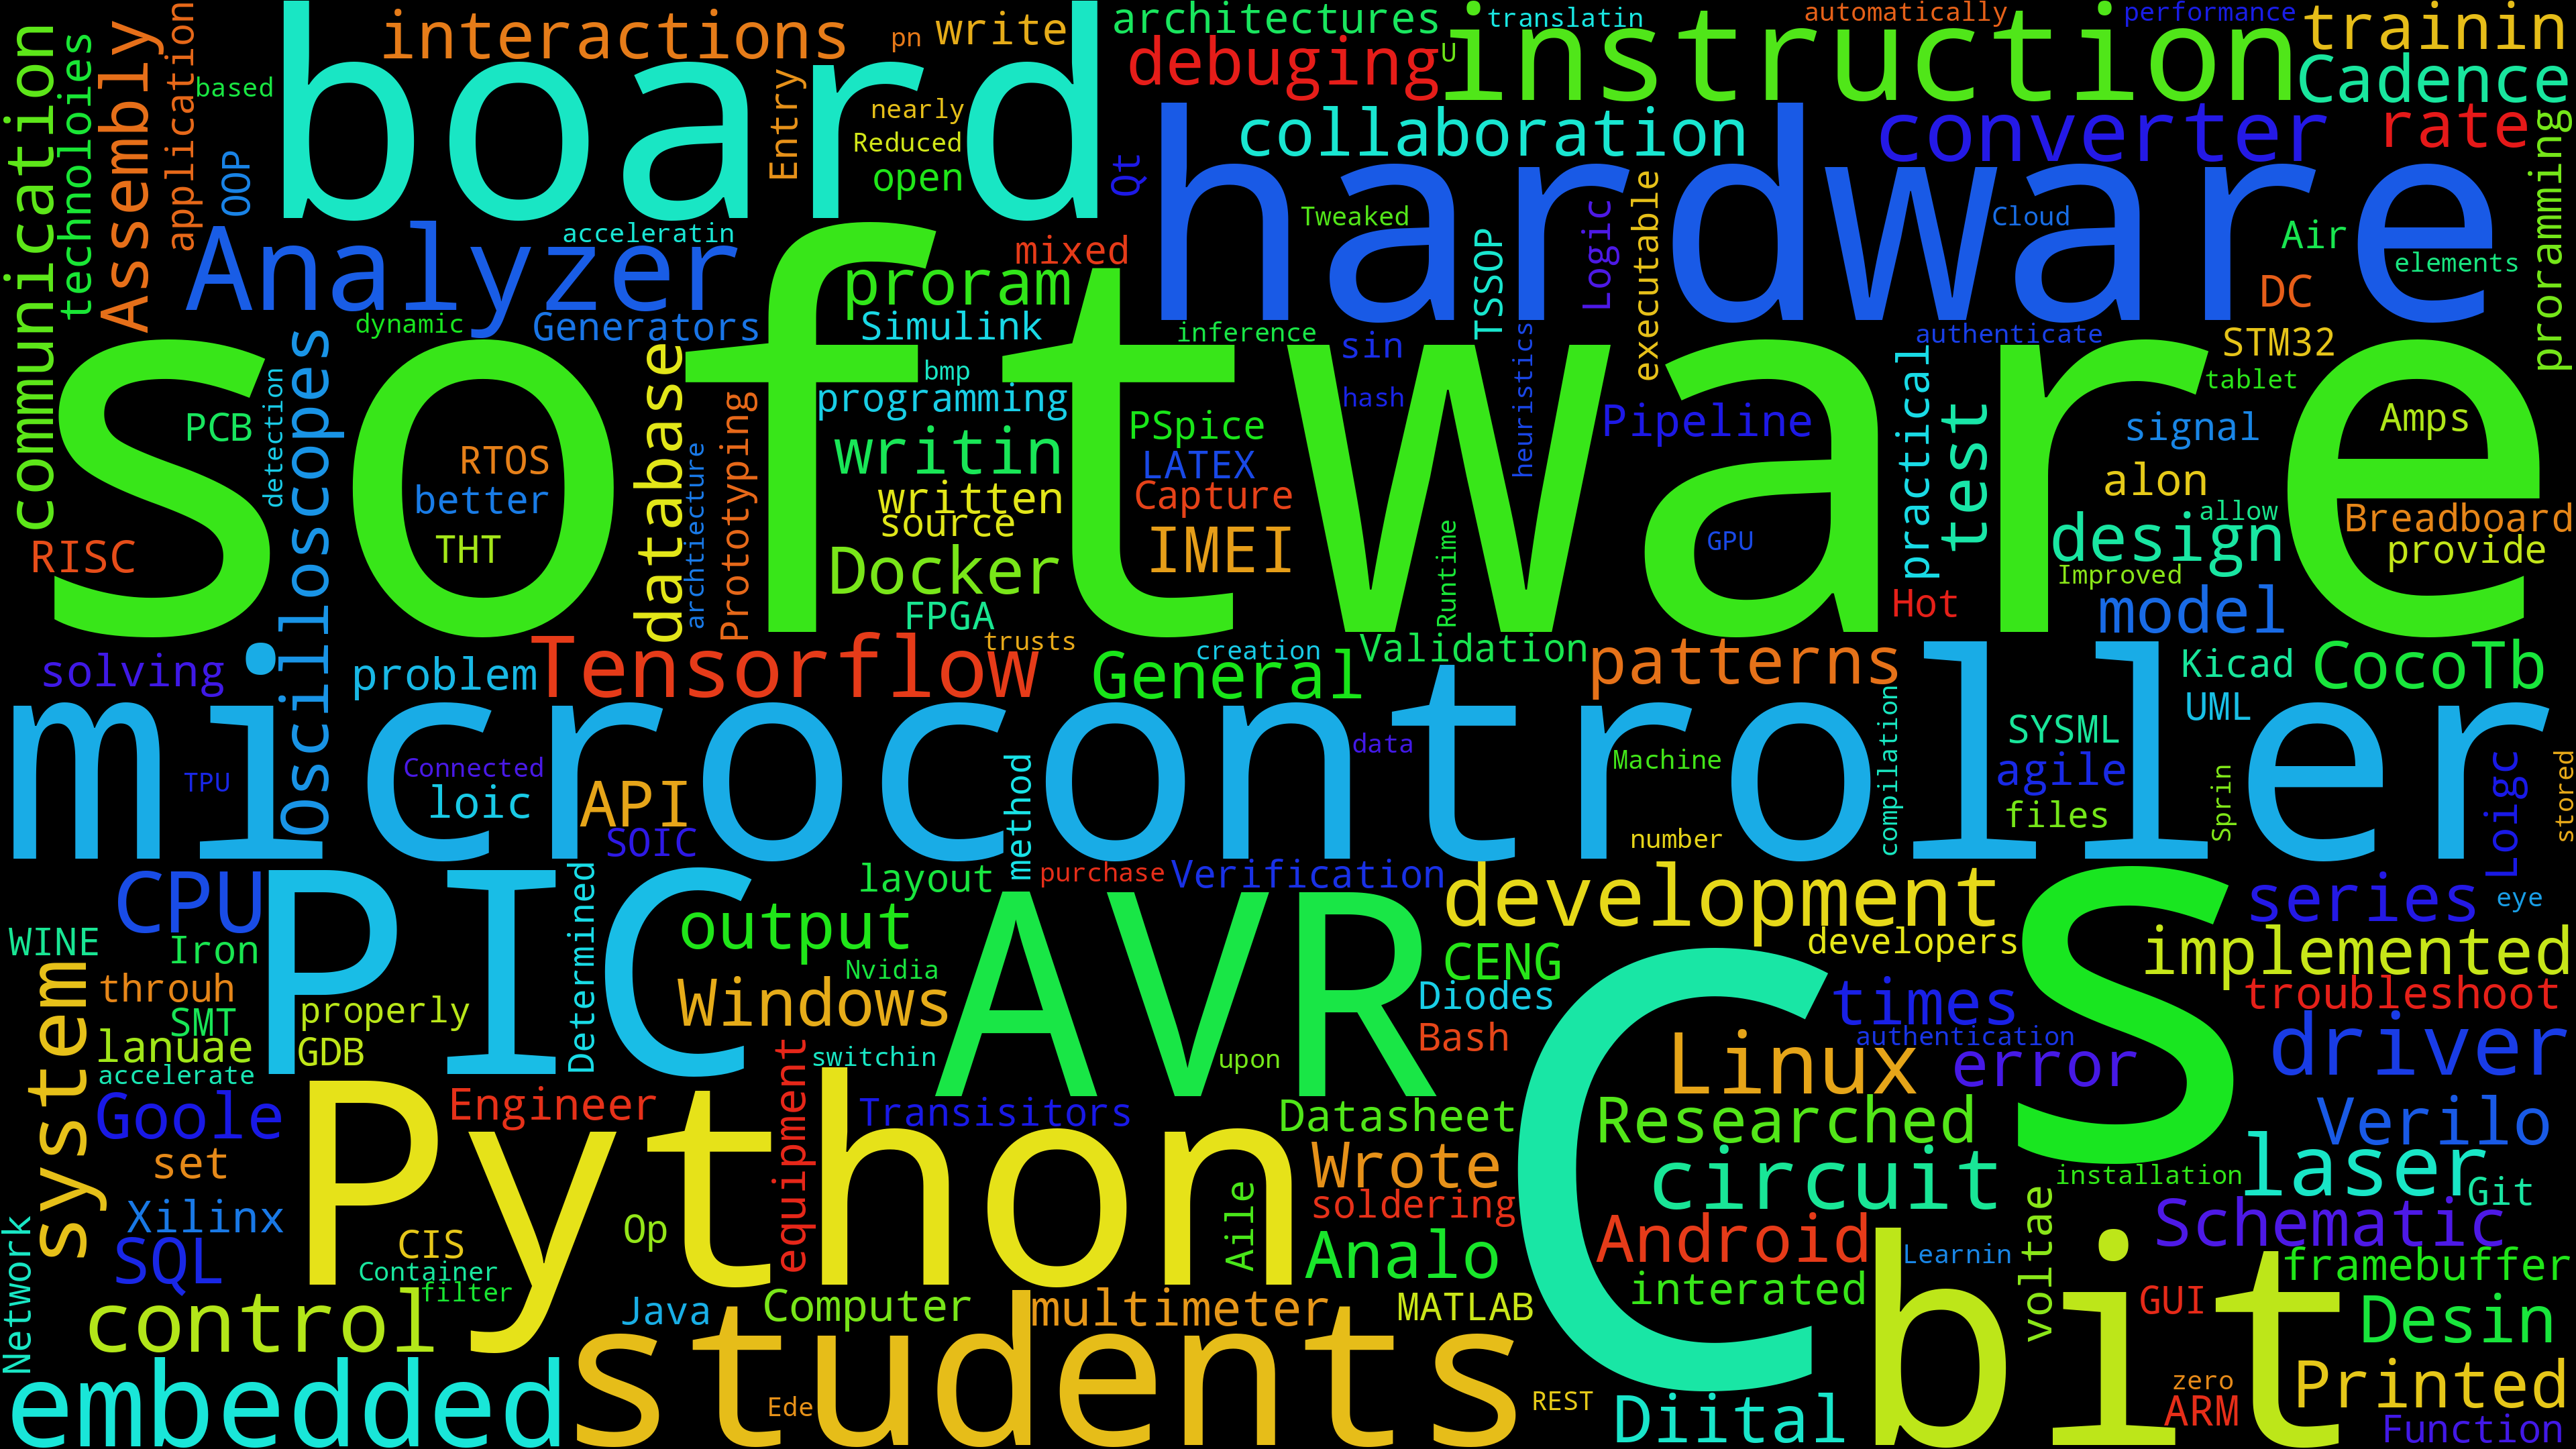 communication
technoloies
Assembly
application
based
OOP
interactions
board
pn
write
Entry
nearly
Reduced
open
architectures
debuging
U
translatin
instruction
automatically
performance
trainin
Cadence
collaboration
converter
rate
proramming
hardware
Qt
Tweaked
Logic
executable
Cloud
Air
elements
DC
TSSOP
Analyzer
acceleratin
mixed
proram
dynamic
Generators
Simulink
inference
sin
heuristics
authenticate
STM32
tablet
software
Oscilloscopes
detection
PCB
RTOS
better
THT
RISC
database
archtiecture
Prototyping
bmp
programming
writin
written
source
Docker
FPGA
PSpice
LATEX
Capture
IMEI
hash
Pipeline
GPU
Runtime
practical
test
signal
alon
allow
design
Improved
Hot
model
Amps
Breadboard
provide
solving
problem
Tensorflow
trusts
General
creation
Validation
patterns
Kicad
UML
CocoTb
microcontroller
TPU
Connected
loic
API
SOIC
method
data
Machine
number
compilation
SYSML
agile
files
Sprin
Loigc
stored
CPU
PIC
Determined
layout
purchase
Verification
output
Nvidia
Windows
AVR
development
developers
CENG
Diodes
Bash
S
series
eye
implemented
troubleshoot
WINE
Iron
throuh
SMT
properly
lanuae
GDB
accelerate
system
switchin
upon
times
authentication
Linux
error
driver
Goole
Engineer
Python
equipment
Transisitors
Datasheet
C
Researched
Verilo
set
Wrote
circuit
installation
laser
Git
soldering
Xilinx
SQL
CIS
Container
filter
Op
Aile
Analo
Android
Learnin
interated
voltae
Schematic
framebuffer
Network
control
Java
Computer
multimeter
MATLAB
bit
GUI
Desin
embedded
students
Ede
REST
Diital
zero
ARM
Printed
Function